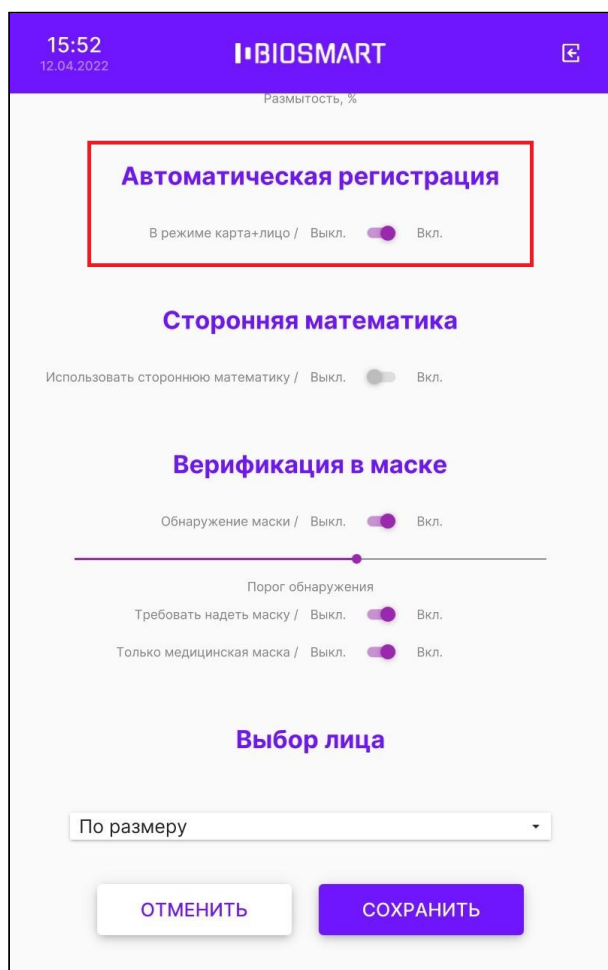 15:52
12.04.2022
BIOSMART
Размытость, %
Автоматическая регистрация
В режиме карта+лицо / Выкл. Вкл.
Сторонняя математика
Использовать стороннюю математику / Выкл. Вкл.
Верификация в маске
Обнаружение маски / Выкл. Вкл.
Порог обнаружения
Требовать надеть маску / Выкл. Вкл.
Только медицинская маска / Выкл. Вкл.
Выбор лица
По размеру
ОТМЕНИТЬ СОХРАНИТЬ